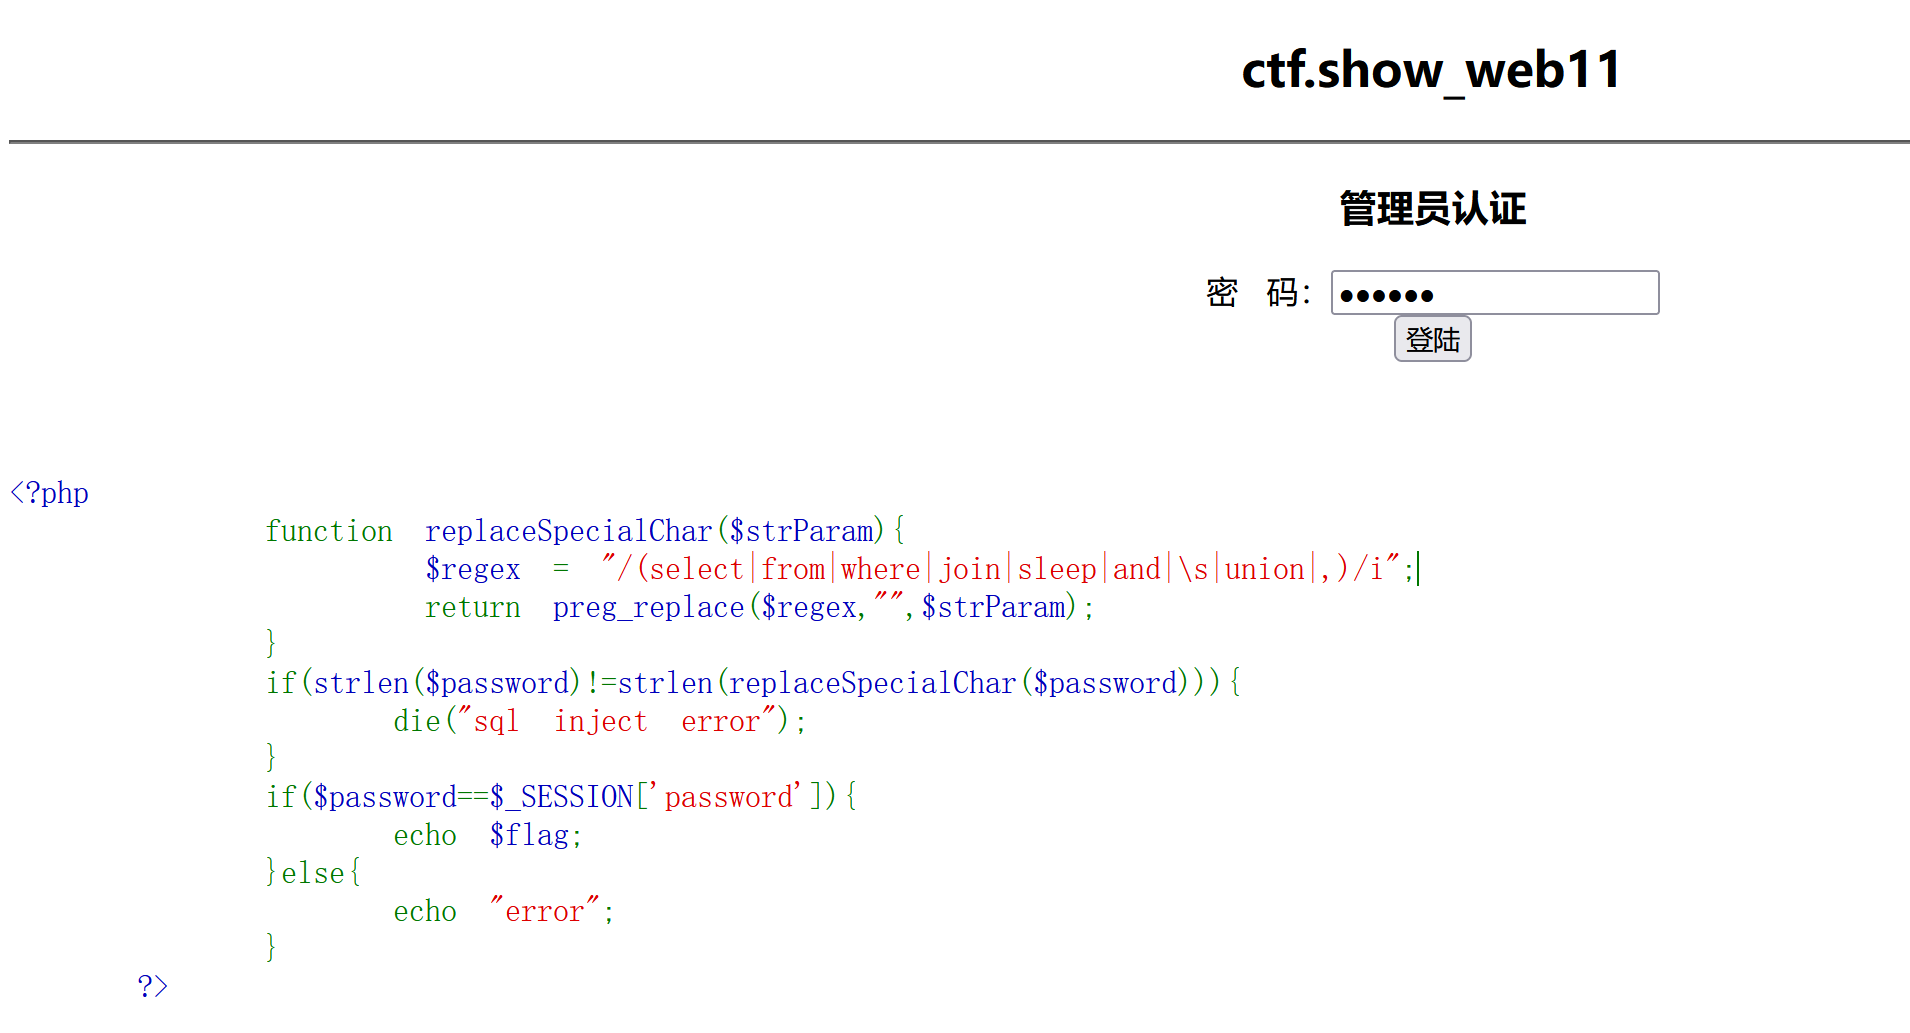 ctf.show_web11
管理员认证
密 码：••••••
登陆
<?php
function replaceSpecialChar($strParam){
$regex = "/(select|from|where|join|sleep|and|\s|union|,)/i";
return preg_replace($regex,"",$strParam);
}
if(strlen($password)!=strlen(replaceSpecialChar($password))){
die("sql inject error");
}
if($password==$_SESSION['password']){
echo $flag;
}else{
echo "error";
}
?>